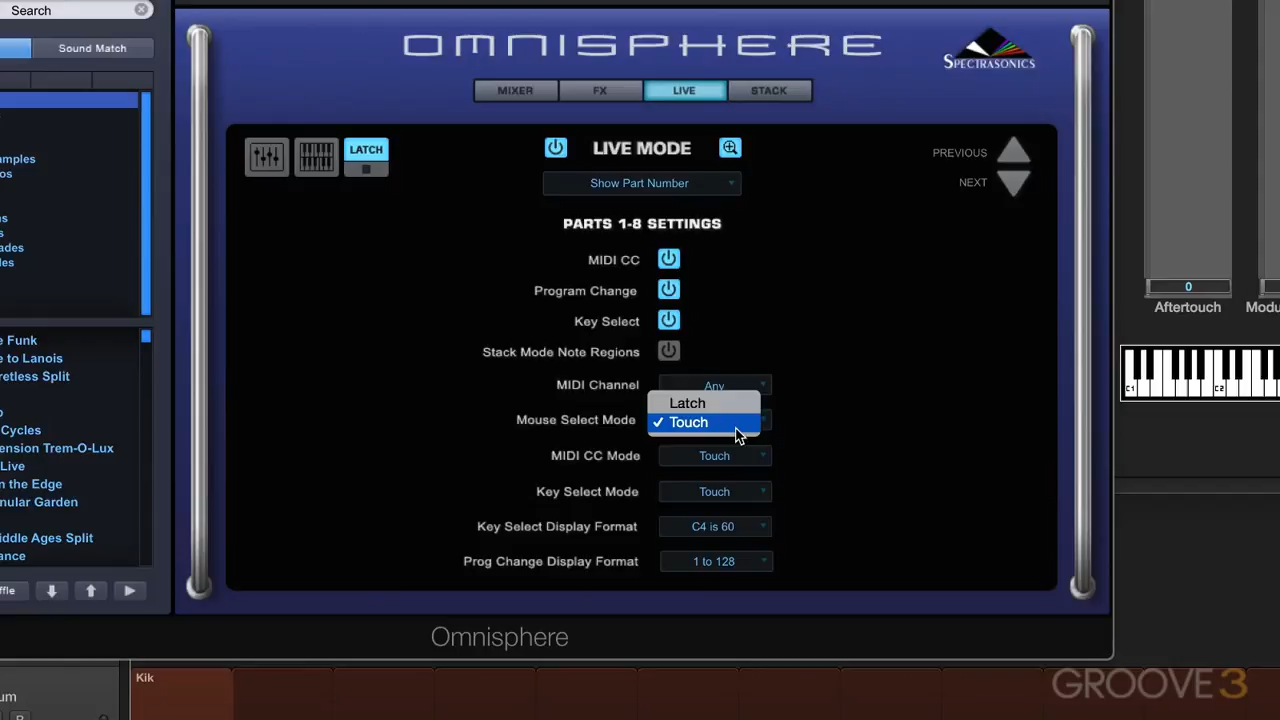 Search
Sound Match
amples
os
ns
s
s
ades
les
e Funk
e to Lanois
retless Split
o
Cycles
ension Trem-O-Lux
Live
n the Edge
nular Garden
iddle Ages Split
ance
ffle
OMNISPHERE
SPECTRASONICS
MIXER
FX
LIVE
STACK
LATCH
LIVE MODE
Show Part Number
PREVIOUS
NEXT
PARTS 1-8 SETTINGS
MIDI CC
Program Change
Key Select
Stack Mode Note Regions
MIDI Channel Any
Latch
Mouse Select Mode ✓ Touch
MIDI CC Mode Touch
Key Select Mode Touch
Key Select Display Format C4 is 60
Prog Change Display Format 1 to 128
0
Aftertouch Modu
C1 C2
Omnisphere
Kik
um
R
GROOVE3